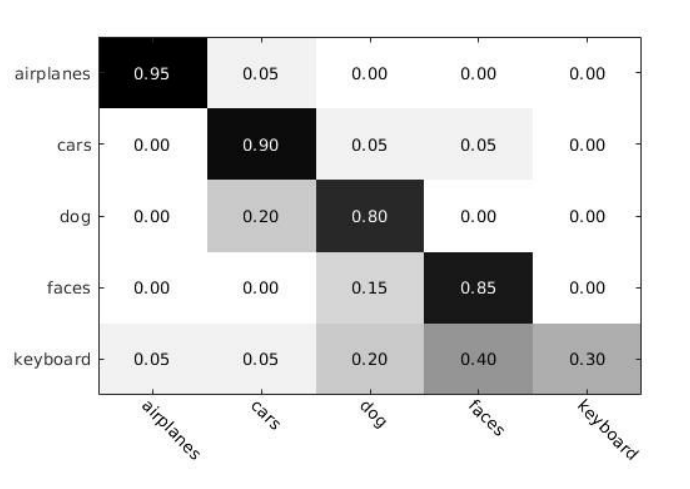 airplanes 0.95 0.05 0.00 0.00 0.00
cars 0.00 0.90 0.05 0.05 0.00
dog 0.00 0.20 0.80 0.00 0.00
faces 0.00 0.00 0.15 0.85 0.00
keyboard 0.05 0.05 0.20 0.40 0.30
airplanes cars dog faces keyboard